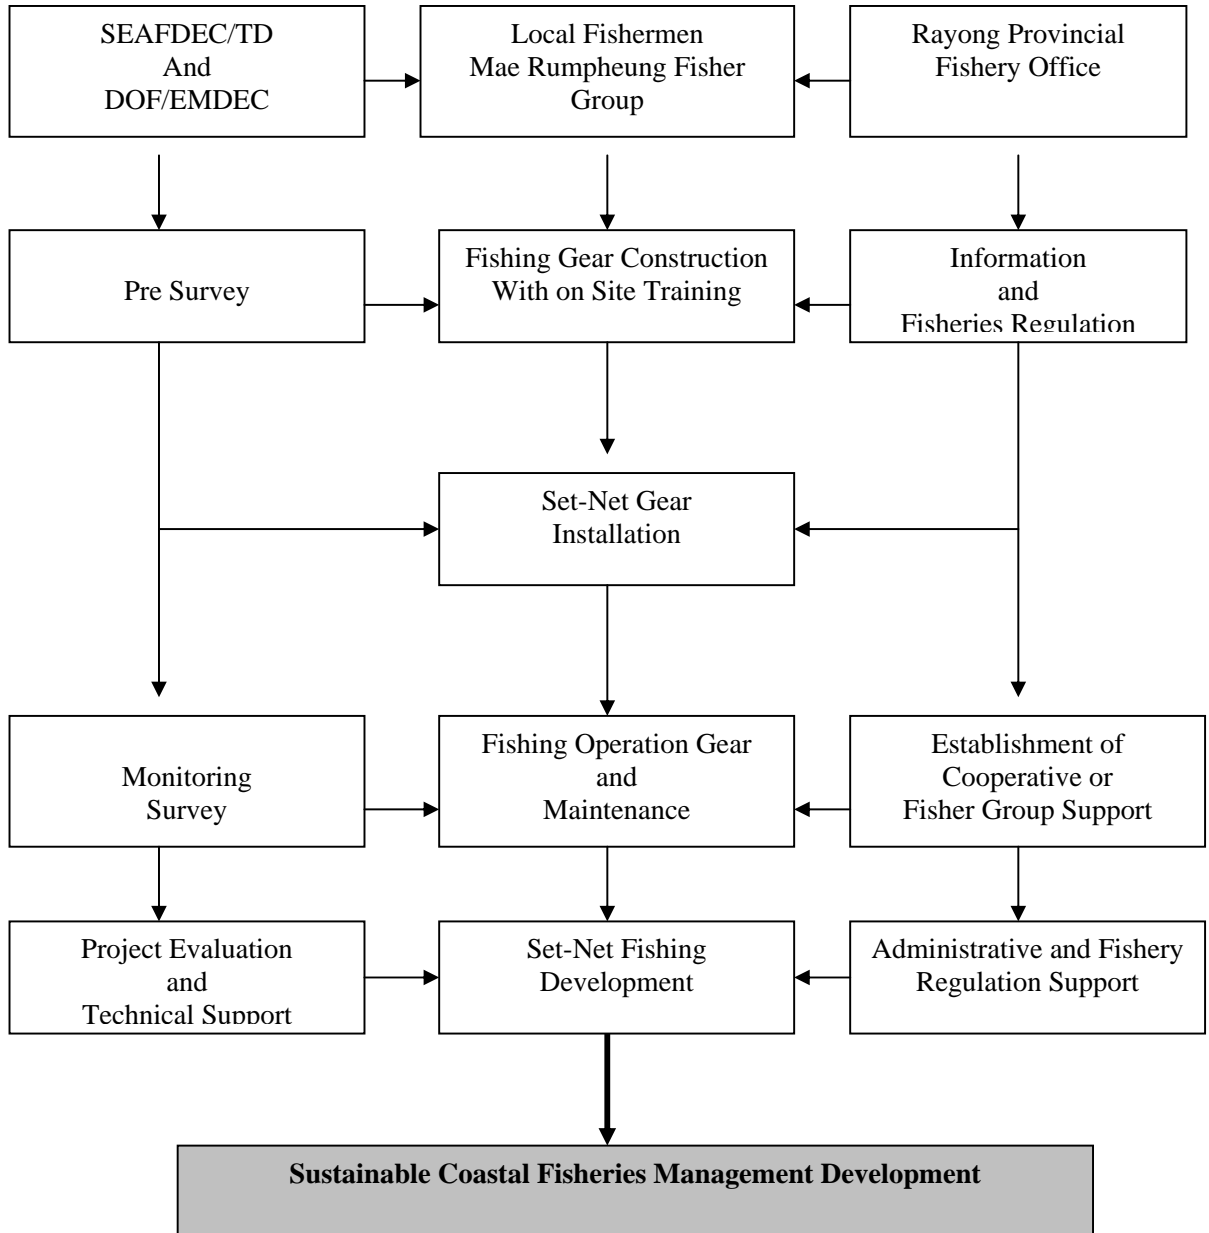 SEAFDEC/TD
And
DOF/EMDEC
Local Fishermen
Mae Rumpheung Fisher
Group
Rayong Provincial
Fishery Office
Pre Survey
Fishing Gear Construction
With on Site Training
Information
and
Fisheries Regulation
Set-Net Gear
Installation
Monitoring
Survey
Fishing Operation Gear
and
Maintenance
Establishment of
Cooperative or
Fisher Group Support
Project Evaluation
and
Technical Support
Set-Net Fishing
Development
Administrative and Fishery
Regulation Support
Sustainable Coastal Fisheries Management Development